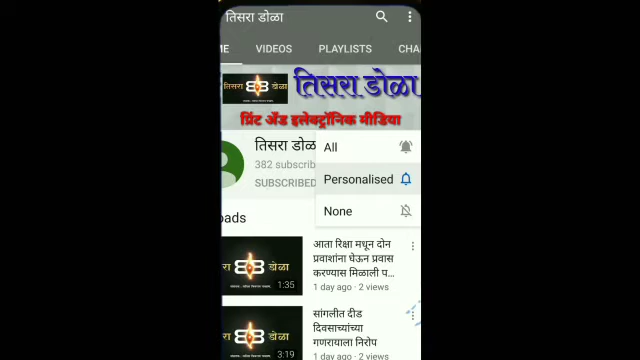 तिसरा डोळा
ME VIDEOS PLAYLISTS CHA
तिसरा डोळा तिसरा डोळा
प्रिंट अँड इलेक्ट्रॉनिक मीडिया
तिसरा डोळ
382 subscrib
SUBSCRIBED
All
Personalised
None
oads
आता रिक्षा मधून दोन
प्रवाशांना घेऊन प्रवास
करण्यास मिळाली प...
1 day ago · 2 views
रा डोळा
1:35
सांगलीत दीड
दिवसाच्यांच्या
गणरायाला निरोप
1 day ago · 2 views
रा डोळा
3:19